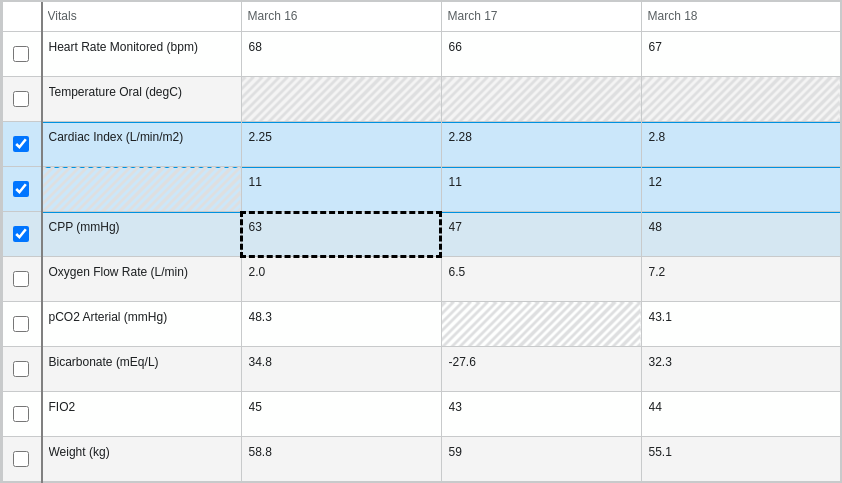 Vitals March 16 March 17 March 18
Heart Rate Monitored (bpm) 68 66 67
Temperature Oral (degC)
Cardiac Index (L/min/m2) 2.25 2.28 2.8
11 11 12
CPP (mmHg) 63 47 48
Oxygen Flow Rate (L/min) 2.0 6.5 7.2
pCO2 Arterial (mmHg) 48.3 43.1
Bicarbonate (mEq/L) 34.8 -27.6 32.3
FIO2 45 43 44
Weight (kg) 58.8 59 55.1